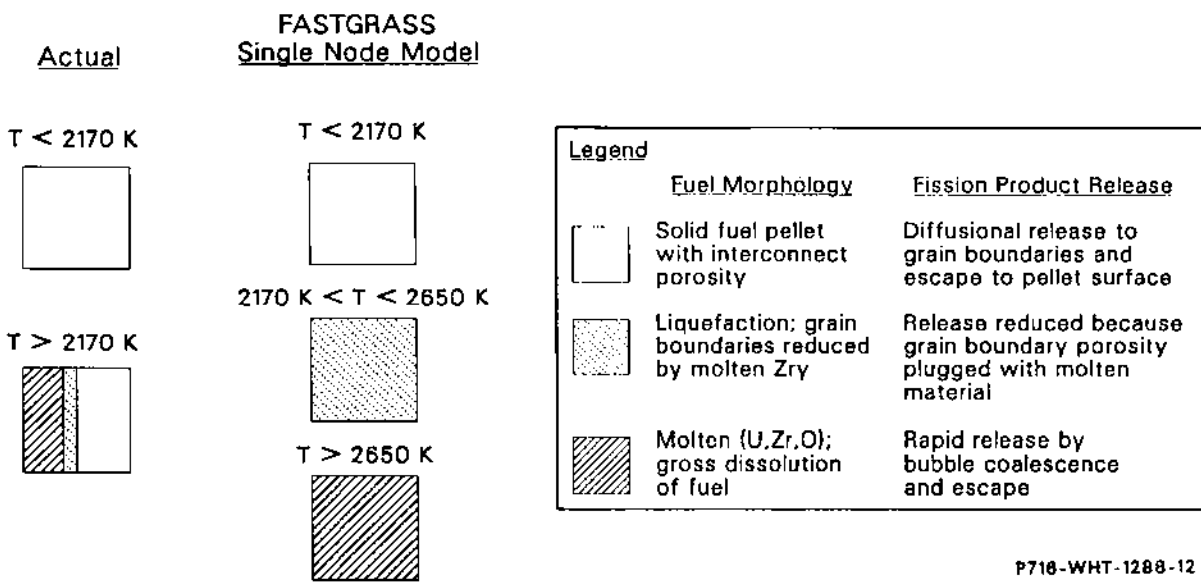 Actual
FASTGRASS
Single Node Model
T < 2170 K
T > 2170 K
T < 2170 K
2170 K < T < 2650 K
T > 2650 K
Legend
Fuel Morphology
Fission Product Release
Solid fuel pellet
with interconnect
porosity
Diffusional release to
grain boundaries and
escape to pellet surface
Liquefaction; grain
boundaries reduced
by molten Zry
Release reduced because
grain boundary porosity
plugged with molten
material
Molten (U,Zr,O);
gross dissolution
of fuel
Rapid release by
bubble coalescence
and escape
P716-WHT-1288-12